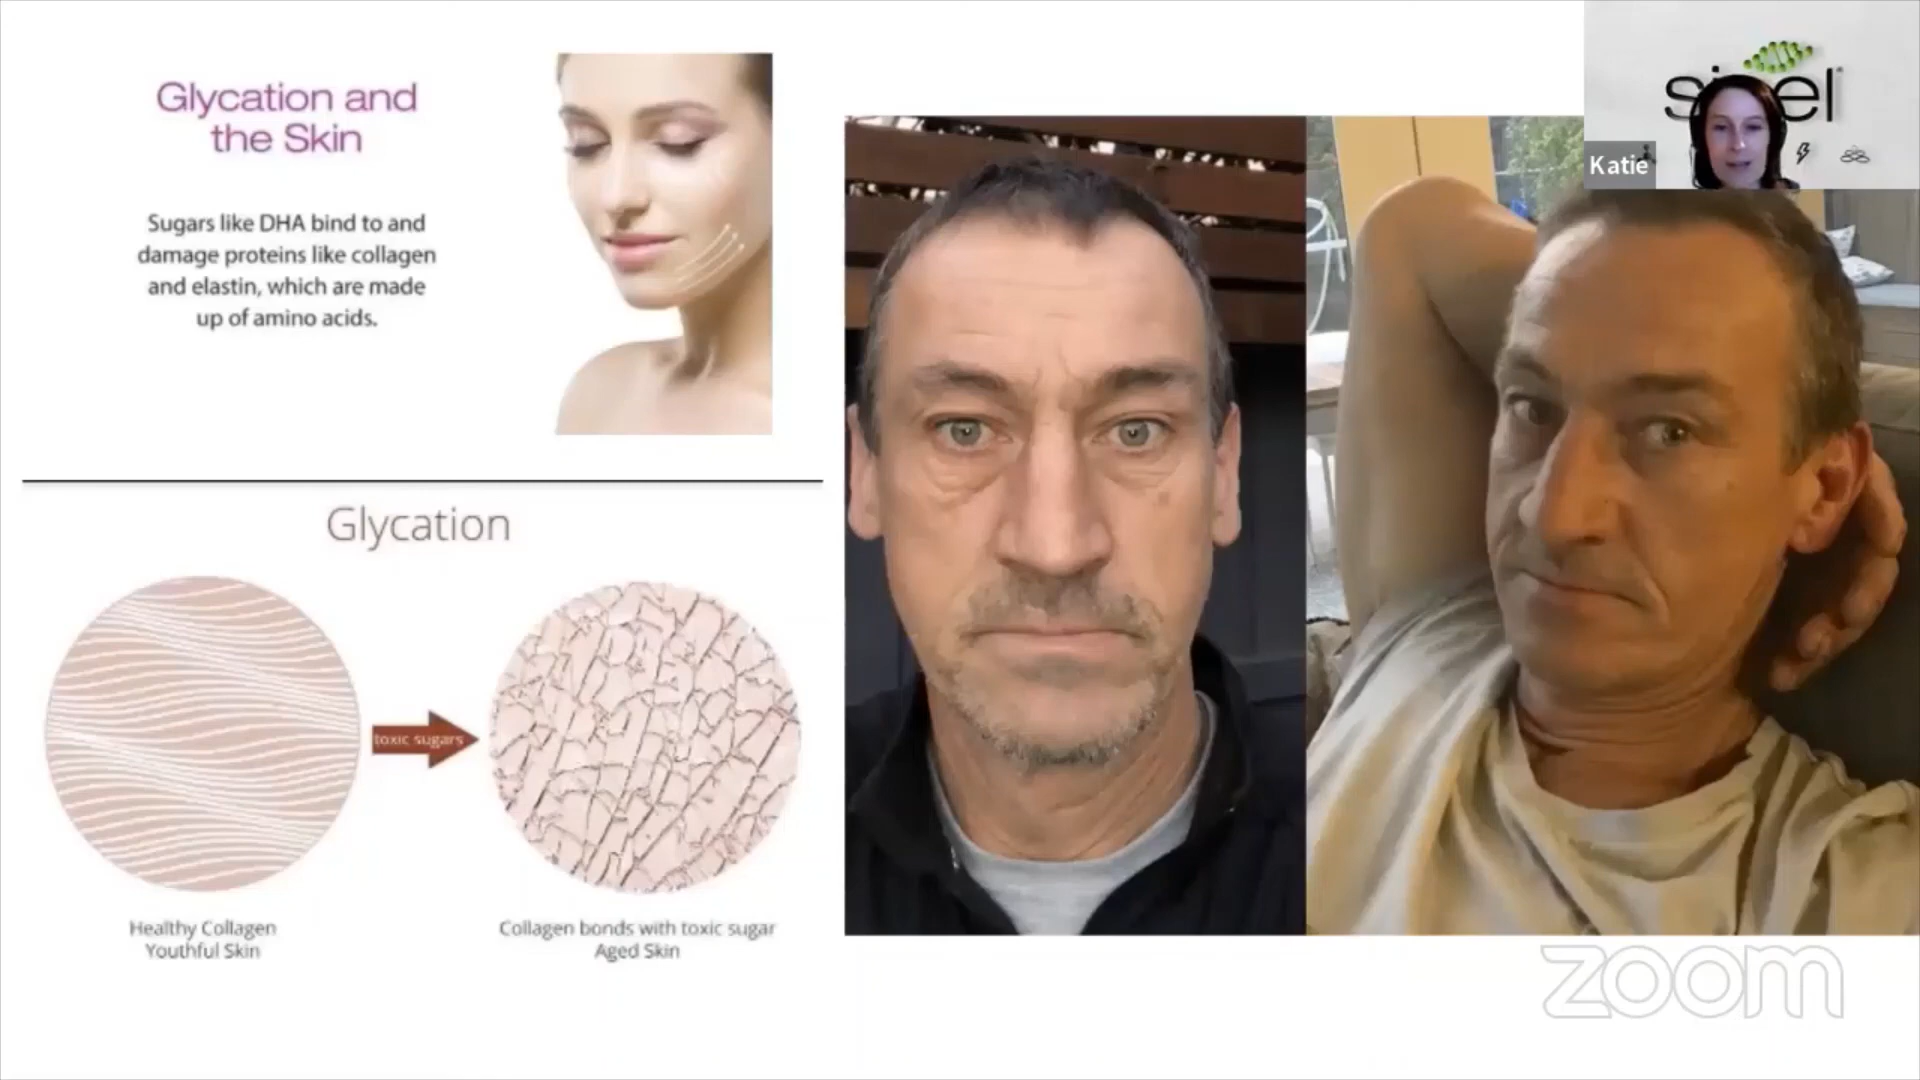 Glycation and
the Skin
Sugars like DHA bind to and
damage proteins like collagen
and elastin, which are made
up of amino acids.
Glycation
toxic sugars
Healthy Collagen
Youthful Skin
Collagen bonds with toxic sugar
Aged Skin
Katie
zoom